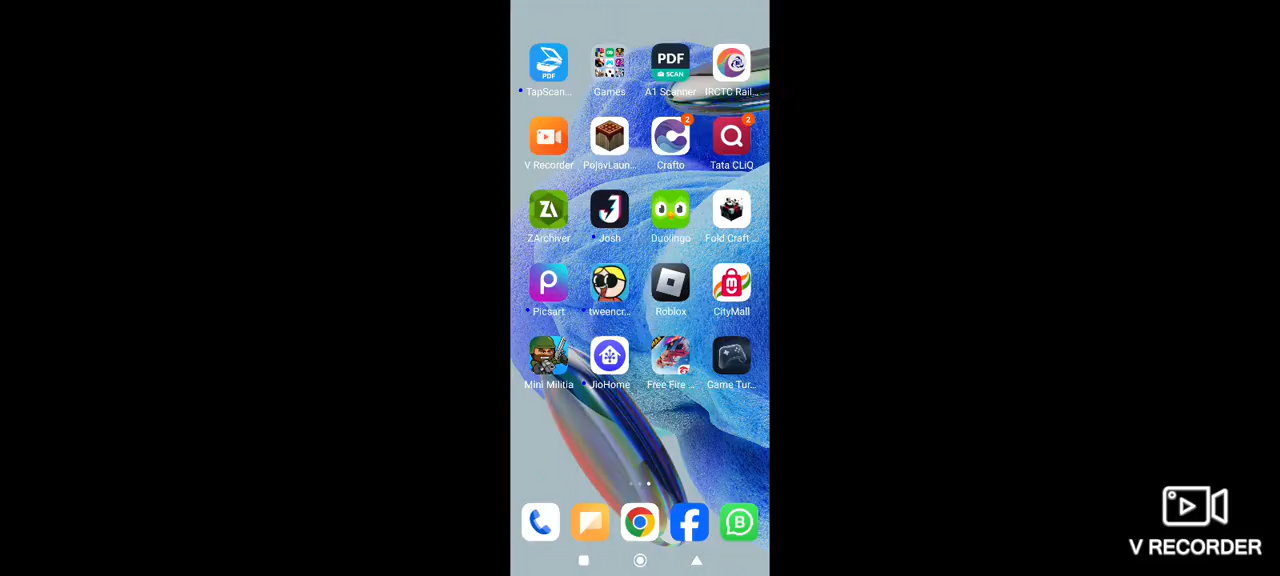 PDF
PDF
SCAN
TapScan...
Games
A1 Scanner
IRCTC Rail...
2
2
V Recorder
PojavLaun...
Crafto
Tata CLiQ
ZA
ZArchiver
Josh
Duolingo
Fold Craft ...
Picsart
tweencr...
Roblox
CityMall
Mini Militia
JioHome
Free Fire ...
Game Tur...
V RECORDER